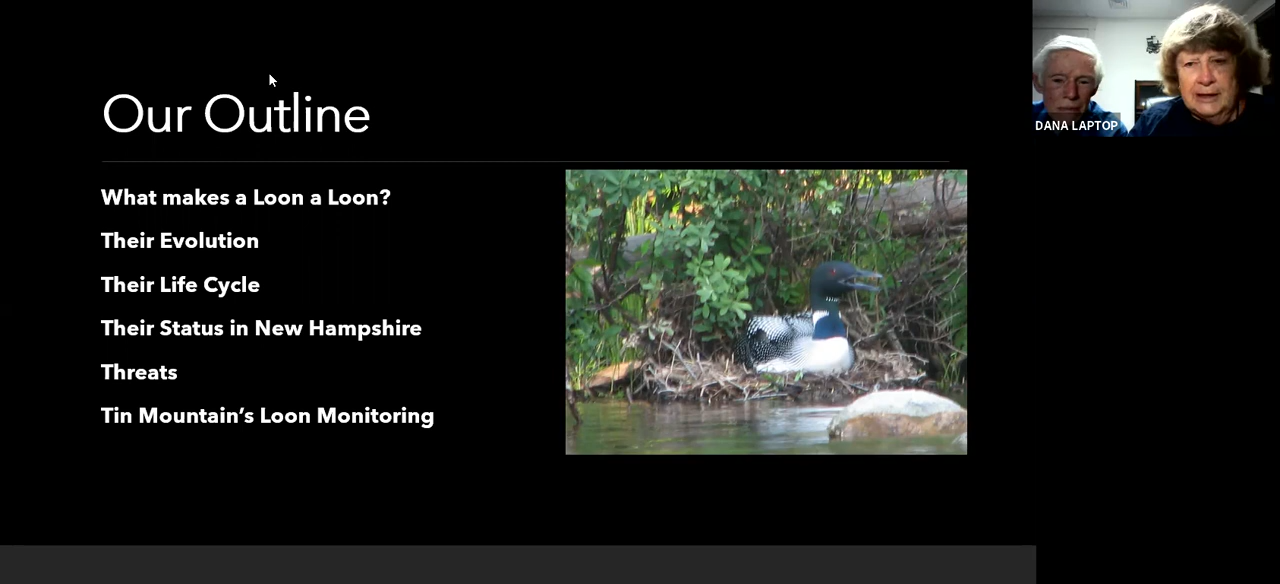 Our Outline
What makes a Loon a Loon?
Their Evolution
Their Life Cycle
Their Status in New Hampshire
Threats
Tin Mountain’s Loon Monitoring
DANA LAPTOP